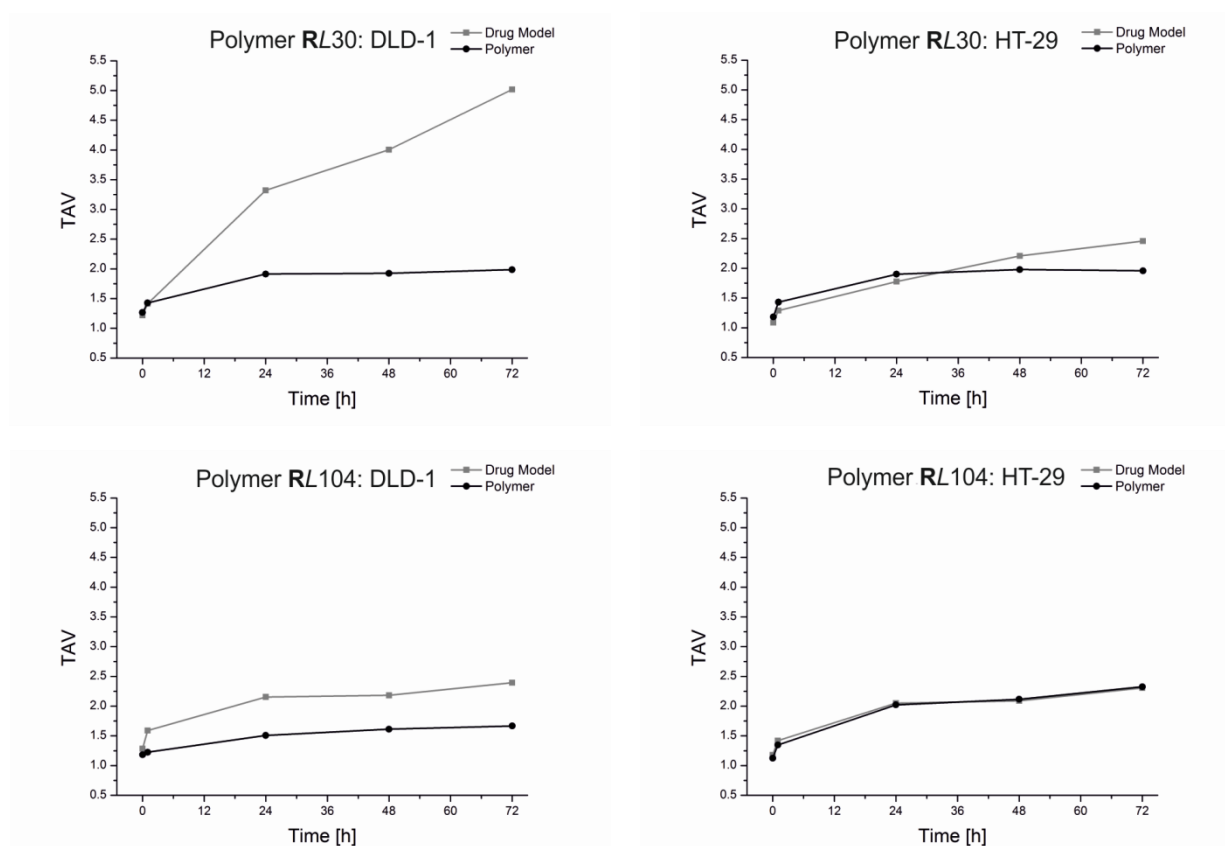 Polymer RL30: DLD-1
Drug Model
Polymer
5.5
5.0
4.5
4.0
3.5
3.0
2.5
2.0
1.5
1.0
0.5
TAV
0 12 24 36 48 60 72
Time [h]
Polymer RL30: HT-29
Drug Model
Polymer
5.5
5.0
4.5
4.0
3.5
3.0
2.5
2.0
1.5
1.0
0.5
TAV
0 12 24 36 48 60 72
Time [h]
Polymer RL104: DLD-1
Drug Model
Polymer
5.5
5.0
4.5
4.0
3.5
3.0
2.5
2.0
1.5
1.0
0.5
TAV
0 12 24 36 48 60 72
Time [h]
Polymer RL104: HT-29
Drug Model
Polymer
5.5
5.0
4.5
4.0
3.5
3.0
2.5
2.0
1.5
1.0
0.5
TAV
0 12 24 36 48 60 72
Time [h]